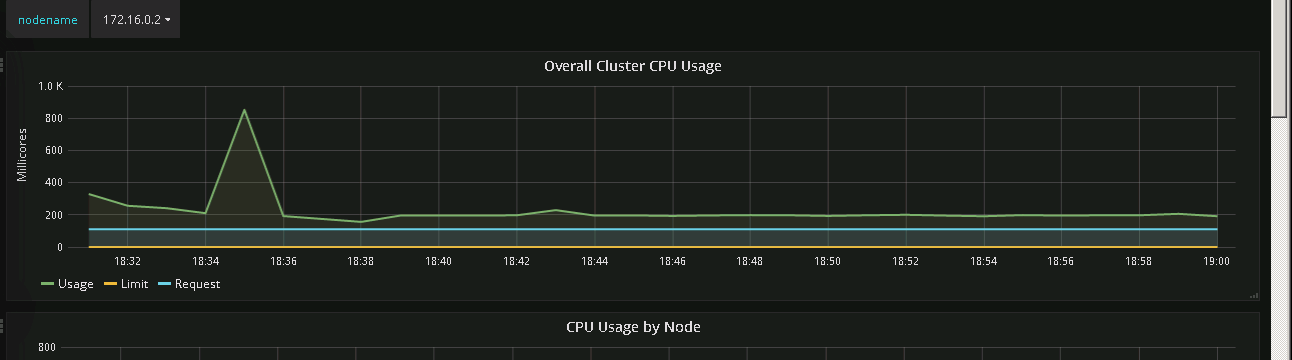 nodename 172.16.0.2
Overall Cluster CPU Usage
Millicores
1.0 K
800
600
400
200
0
18:32 18:34 18:36 18:38 18:40 18:42 18:44 18:46 18:48 18:50 18:52 18:54 18:56 18:58 19:00
Usage Limit Request
CPU Usage by Node
800